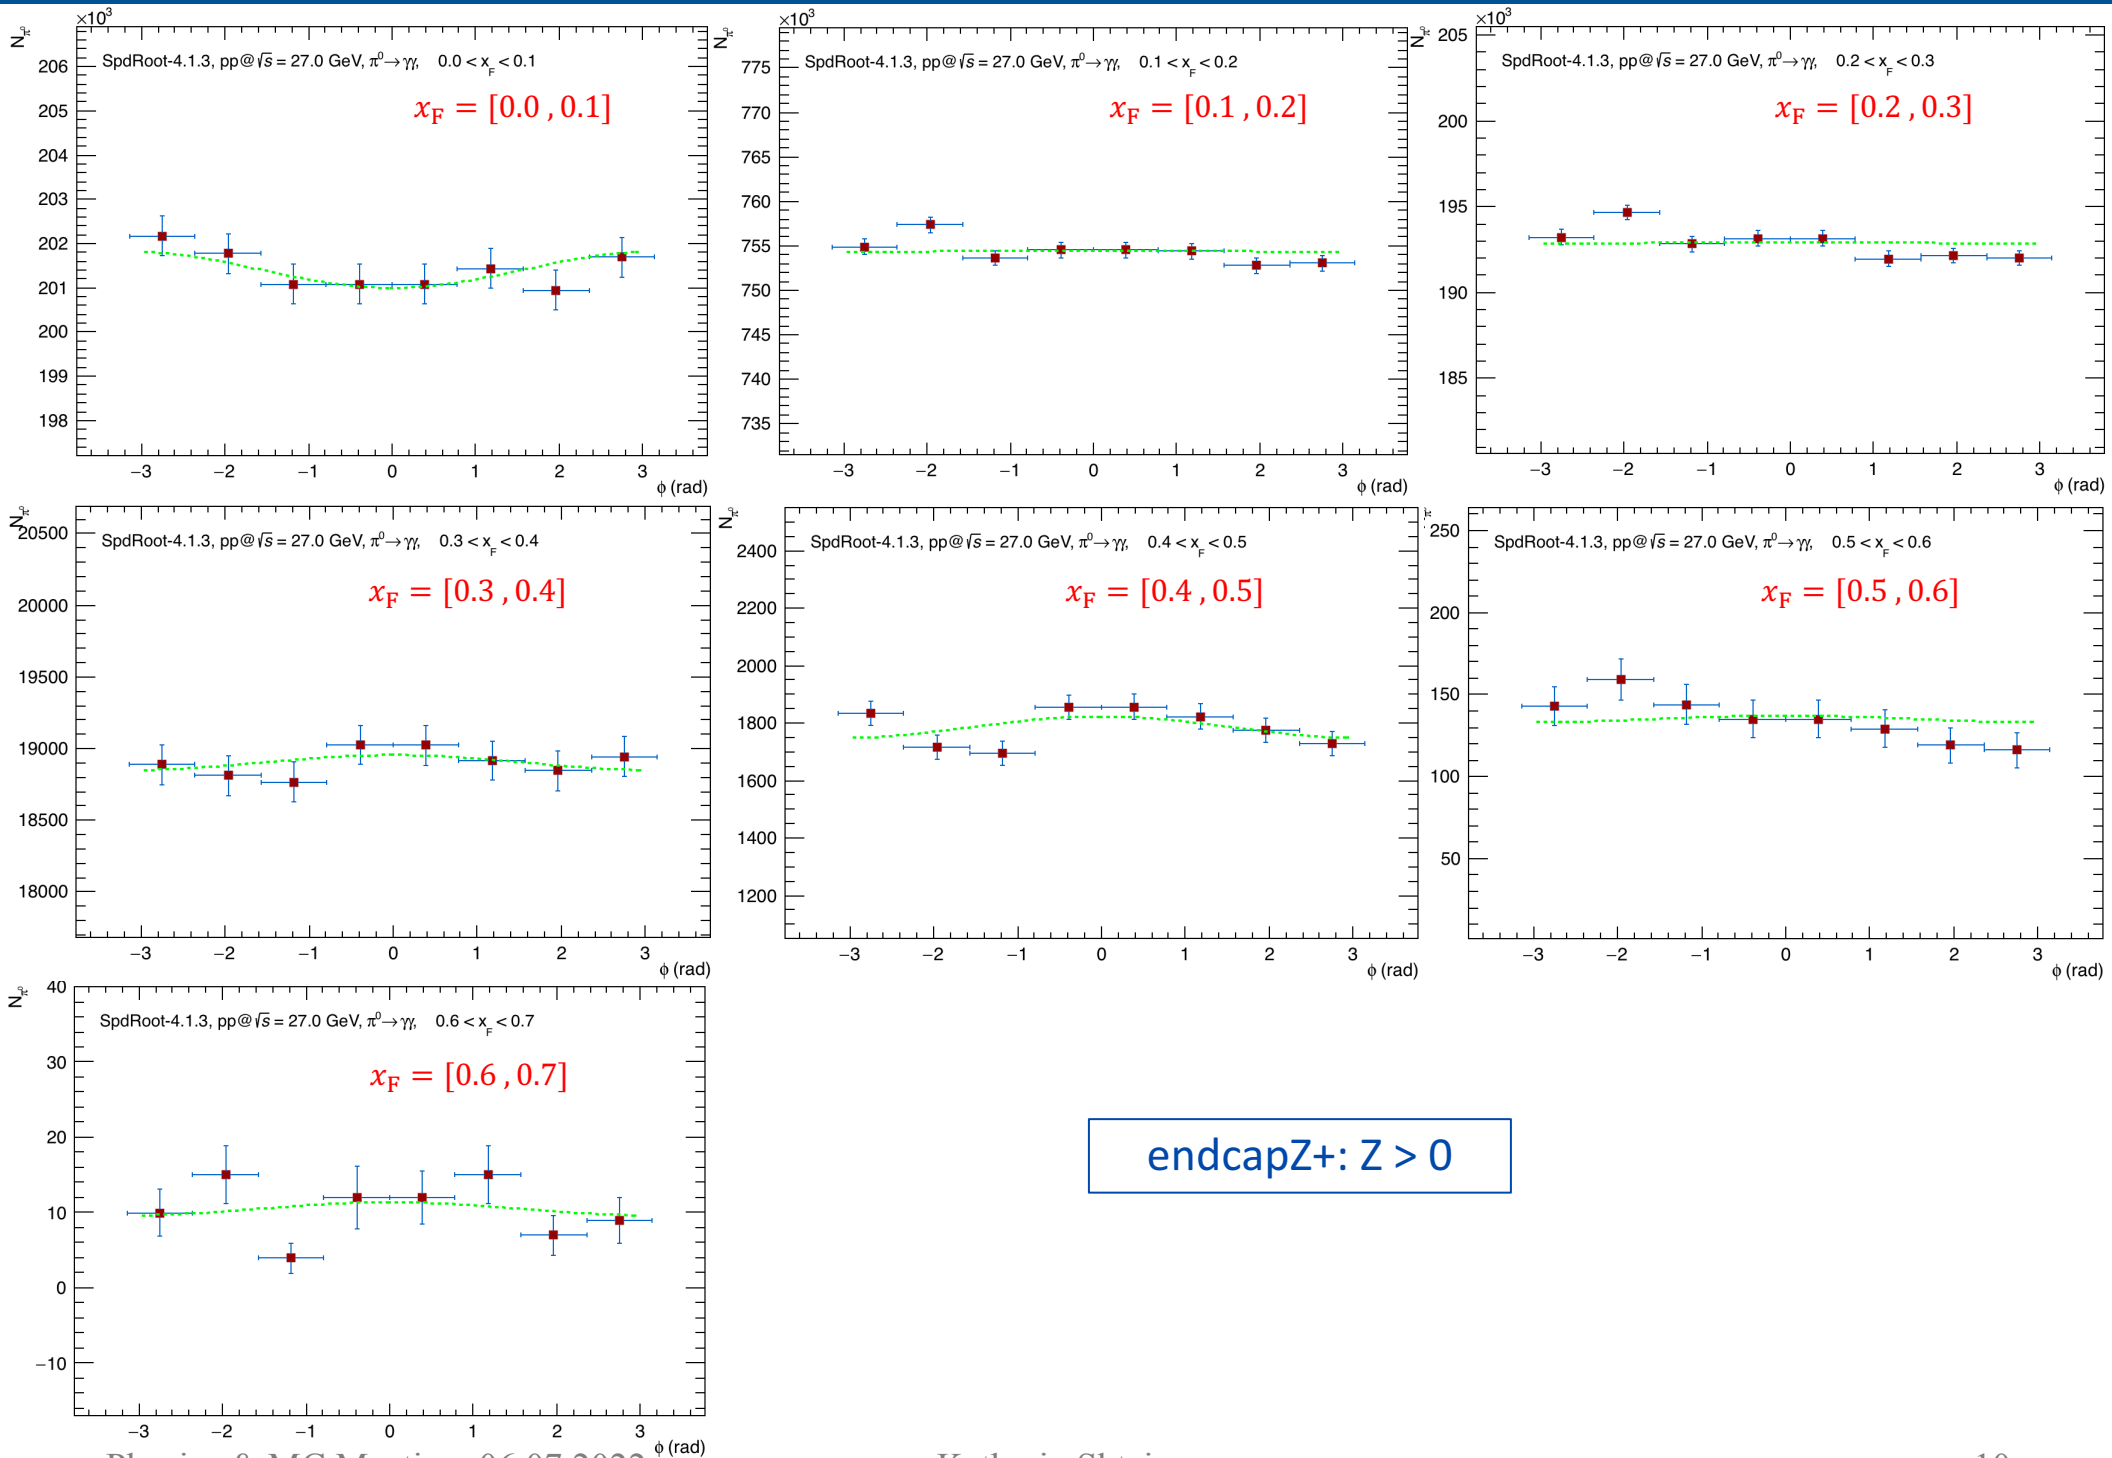 ×10³
N_π⁰
SpdRoot-4.1.3, pp@√s = 27.0 GeV, π⁰→γγ, 0.0 < x_F < 0.1
x_F = [0.0 , 0.1]
206
205
204
203
202
201
200
199
198
−3 −2 −1 0 1 2 3
ϕ (rad)
×10³
N_π⁰
SpdRoot-4.1.3, pp@√s = 27.0 GeV, π⁰→γγ, 0.1 < x_F < 0.2
x_F = [0.1 , 0.2]
775
770
765
760
755
750
745
740
735
−3 −2 −1 0 1 2 3
ϕ (rad)
×10³
N_π⁰
SpdRoot-4.1.3, pp@√s = 27.0 GeV, π⁰→γγ, 0.2 < x_F < 0.3
x_F = [0.2 , 0.3]
205
200
195
190
185
−3 −2 −1 0 1 2 3
ϕ (rad)
N_π⁰
SpdRoot-4.1.3, pp@√s = 27.0 GeV, π⁰→γγ, 0.3 < x_F < 0.4
x_F = [0.3 , 0.4]
20500
20000
19500
19000
18500
18000
−3 −2 −1 0 1 2 3
ϕ (rad)
N_π⁰
SpdRoot-4.1.3, pp@√s = 27.0 GeV, π⁰→γγ, 0.4 < x_F < 0.5
x_F = [0.4 , 0.5]
2400
2200
2000
1800
1600
1400
1200
−3 −2 −1 0 1 2 3
ϕ (rad)
SpdRoot-4.1.3, pp@√s = 27.0 GeV, π⁰→γγ, 0.5 < x_F < 0.6
x_F = [0.5 , 0.6]
250
200
150
100
50
−3 −2 −1 0 1 2 3
ϕ (rad)
N_π⁰
SpdRoot-4.1.3, pp@√s = 27.0 GeV, π⁰→γγ, 0.6 < x_F < 0.7
x_F = [0.6 , 0.7]
40
30
20
10
0
−10
−3 −2 −1 0 1 2 3
ϕ (rad)
endcapZ+: Z > 0